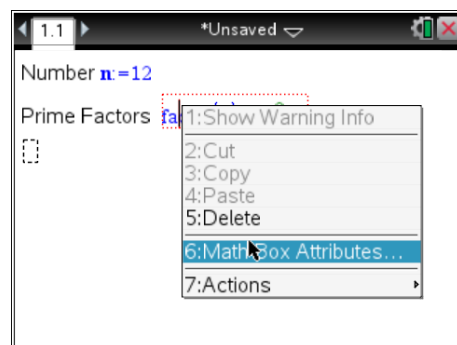 1.1 *Unsaved
Number n:=12
Prime Factors fa
1:Show Warning Info
2:Cut
3:Copy
4:Paste
5:Delete
6:Math Box Attributes...
7:Actions